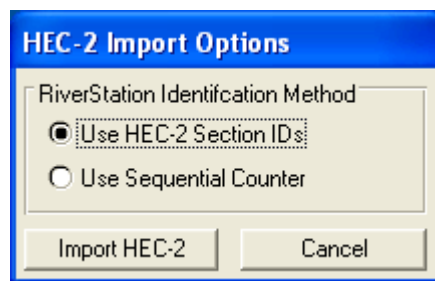 HEC-2 Import Options
RiverStation Identifcation Method
Use HEC-2 Section IDs
Use Sequential Counter
Import HEC-2 Cancel